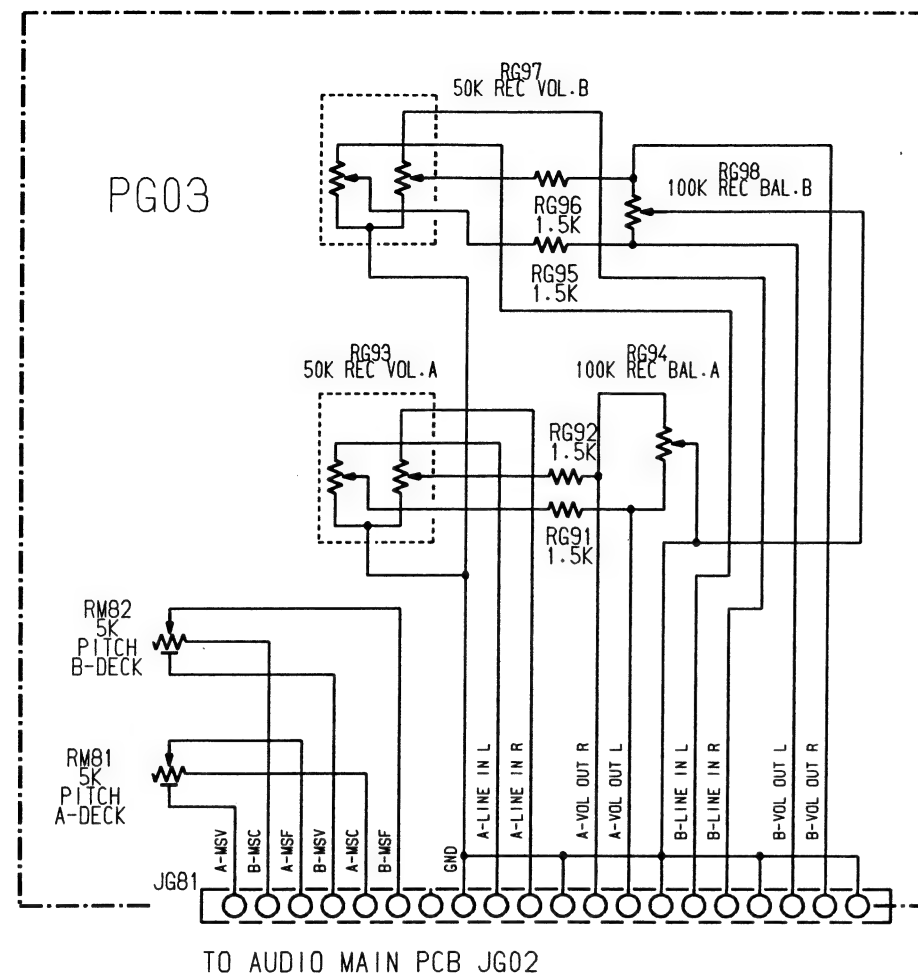 RG97
50K REC VOL.B
PG03
RG98
100K REC BAL.B
RG96
1.5K
RG95
1.5K
RG93
50K REC VOL.A
RG94
100K REC BAL.A
RG92
1.5K
RG91
1.5K
RM82
5K
PITCH
B-DECK
RM81
5K
PITCH
A-DECK
A-MSV
B-MSC
A-MSF
B-MSV
A-MSC
B-MSF
GND
A-LINE IN L
A-LINE IN R
A-VOL OUT R
A-VOL OUT L
B-LINE IN L
B-LINE IN R
B-VOL OUT L
B-VOL OUT R
JG81
TO AUDIO MAIN PCB JG02